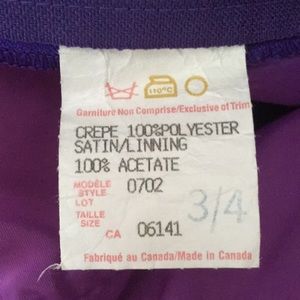 110°C
Garniture Non Comprise/Exclusive of Trim
CREPE 100%POLYESTER
SATIN/LINNING
100% ACETATE
MODÈLE
STYLE 0702
LOT
TAILLE
SIZE 3/4
CA 06141
Fabriqué au Canada/Made in Canada